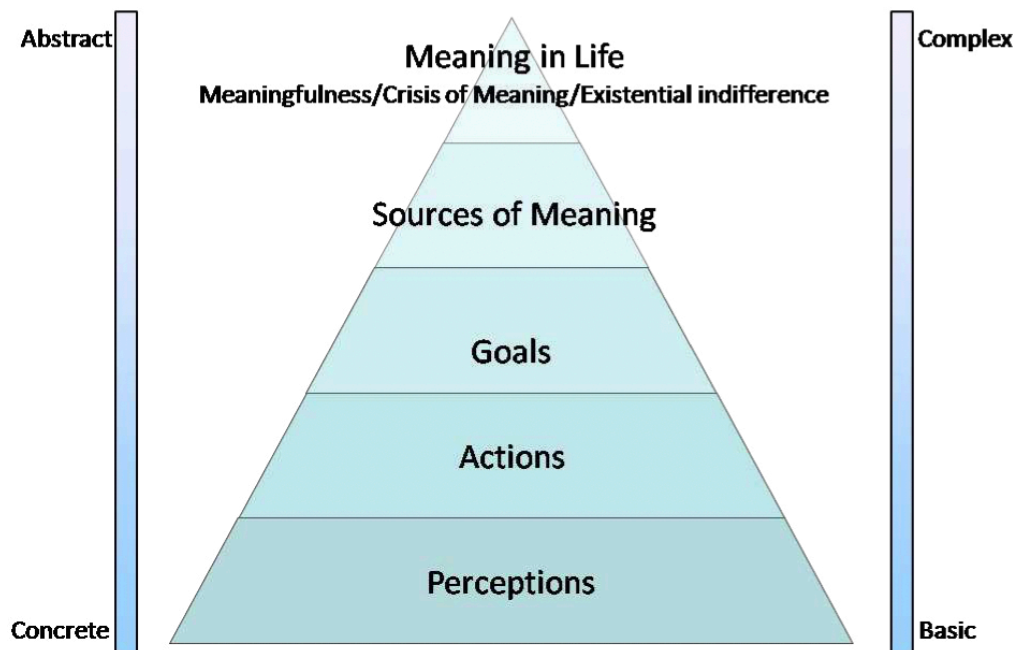 Abstract
Complex
Meaning in Life
Meaningfulness/Crisis of Meaning/Existential indifference
Sources of Meaning
Goals
Actions
Perceptions
Concrete
Basic